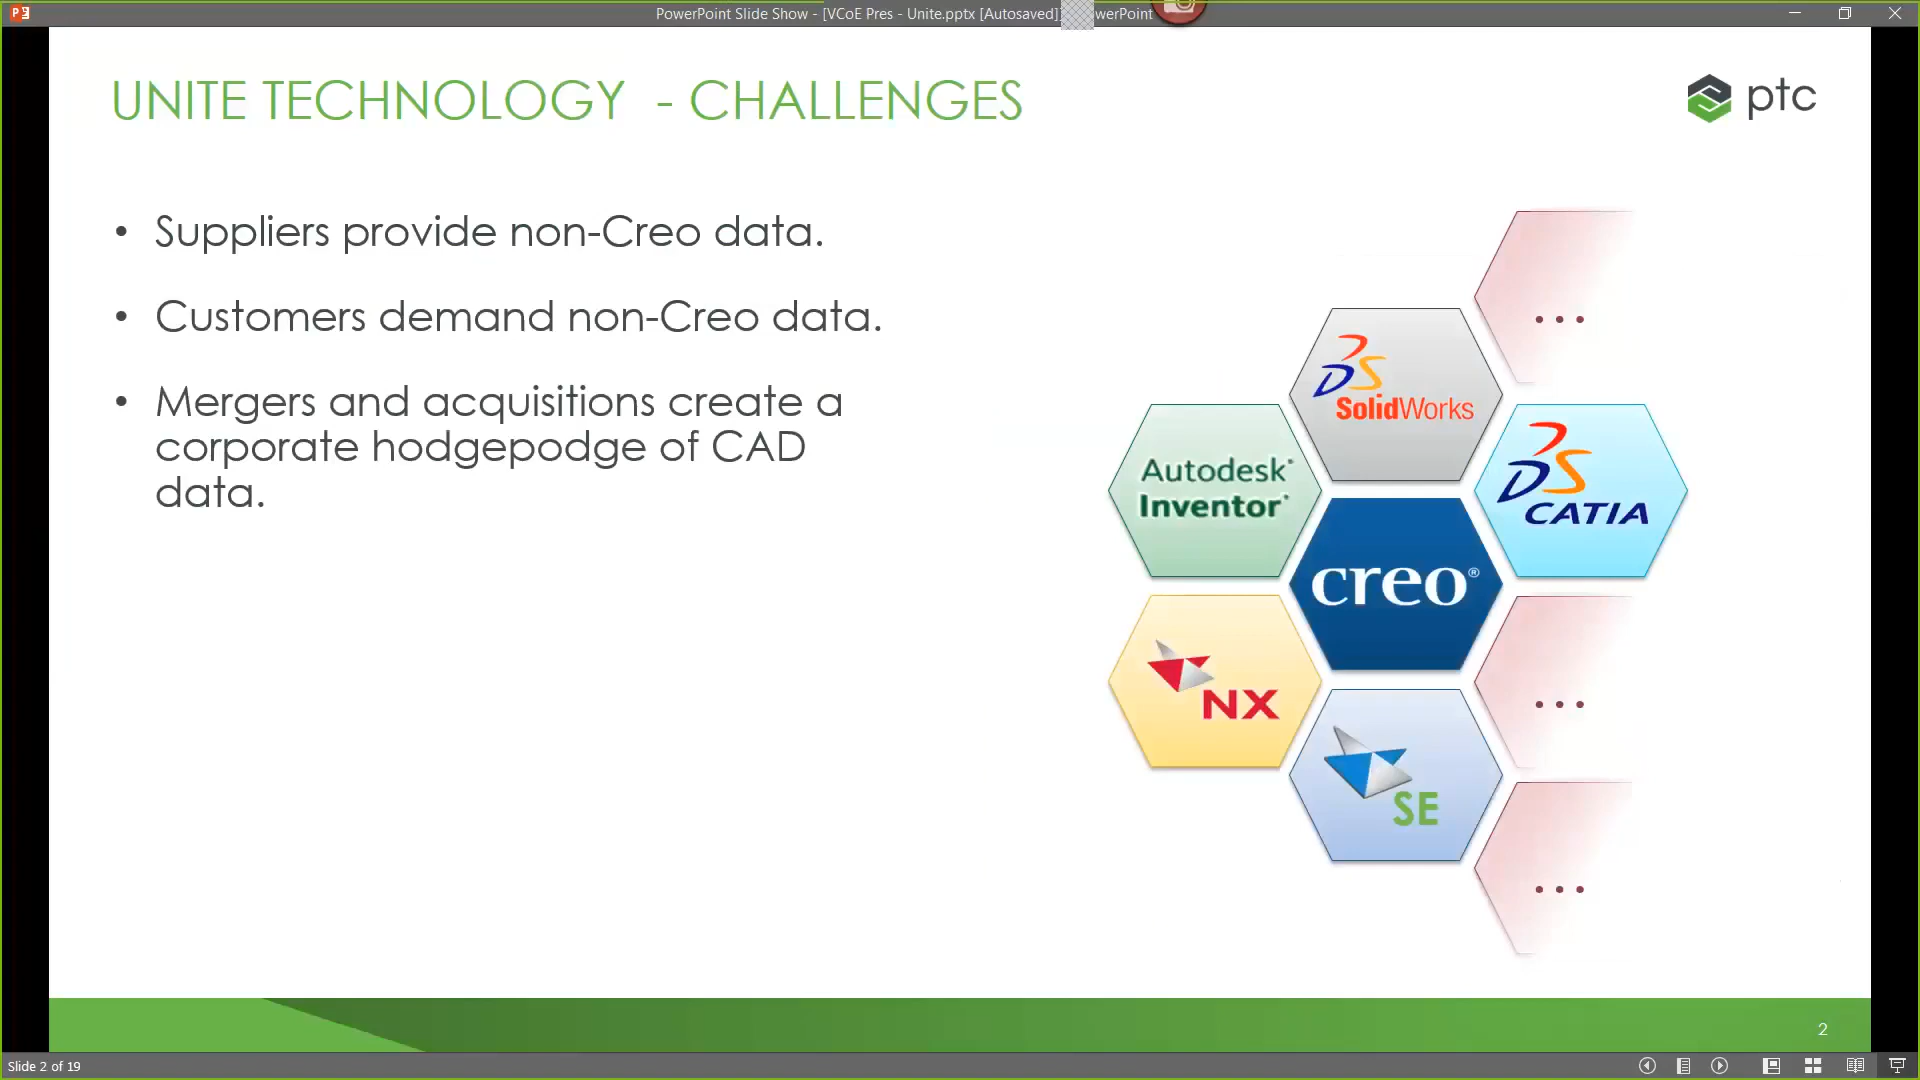 PowerPoint Slide Show - [VCoE Pres - Unite.pptx [Autosaved]] werPoint
UNITE TECHNOLOGY - CHALLENGES
ptc
• Suppliers provide non-Creo data.
• Customers demand non-Creo data.
• Mergers and acquisitions create a
corporate hodgepodge of CAD
data.
...
SolidWorks
Autodesk®
Inventor®
CATIA
creo®
NX
...
SE
...
2
Slide 2 of 19